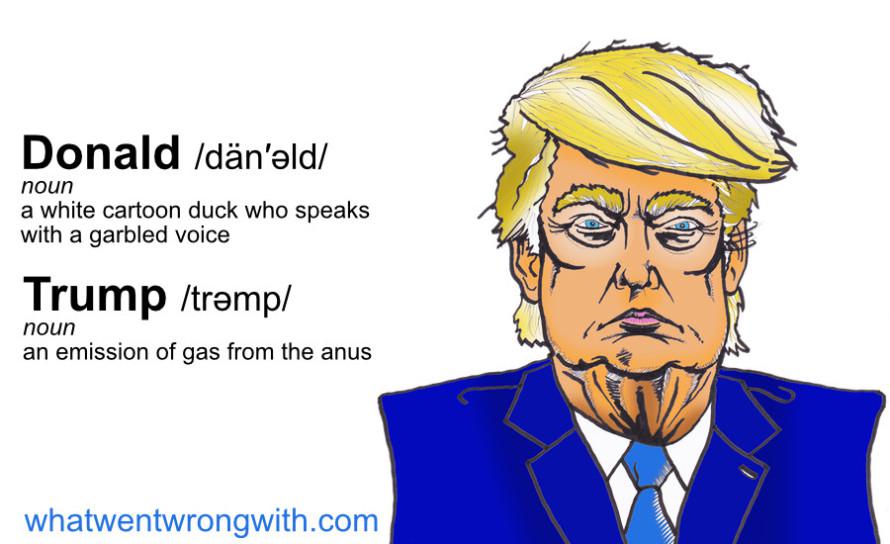 Donald /dän'əld/
noun
a white cartoon duck who speaks
with a garbled voice
Trump /trəmp/
noun
an emission of gas from the anus
whatwentwrongwith.com